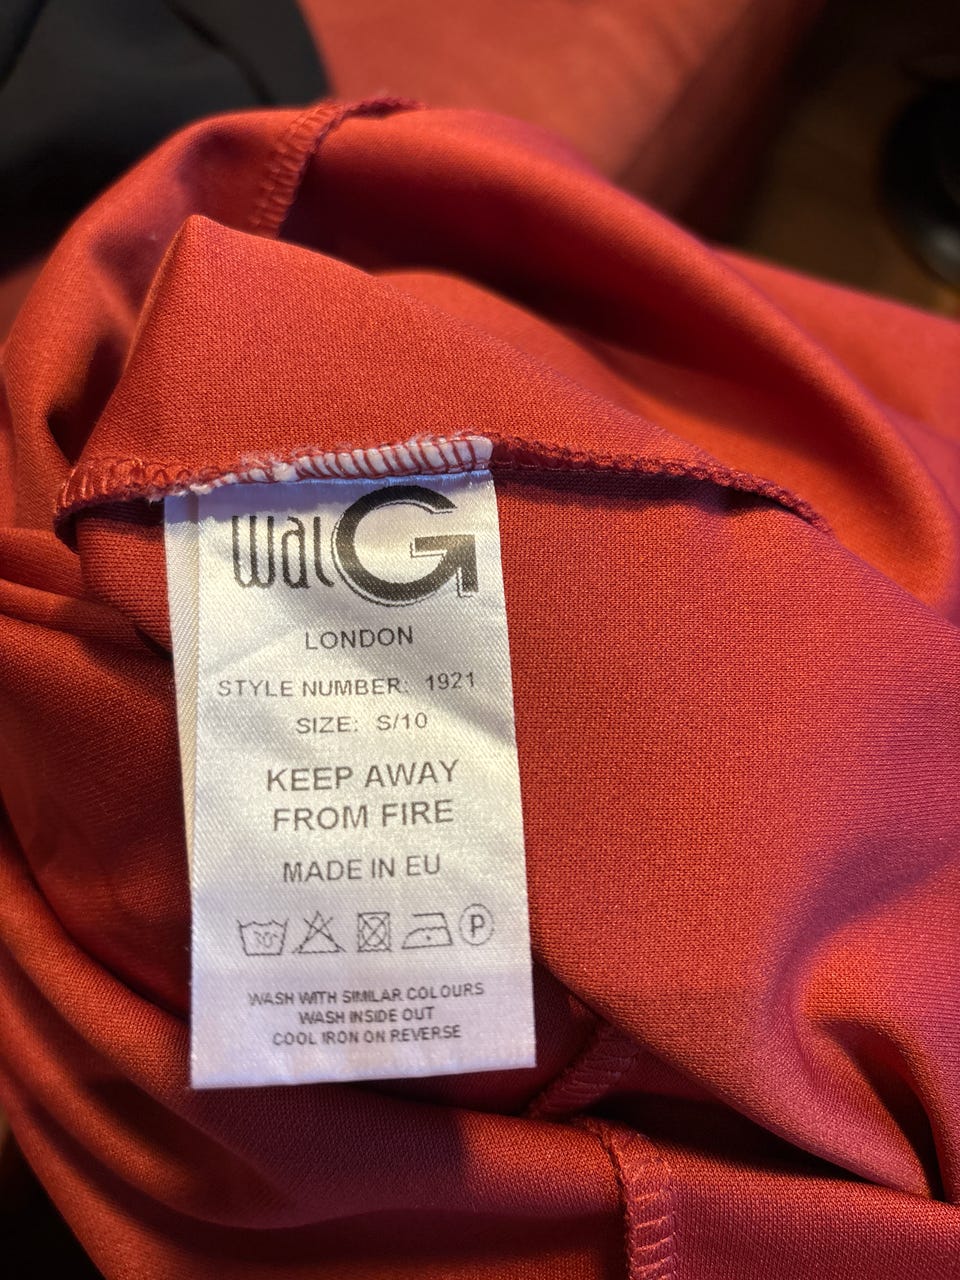 wal G
LONDON
STYLE NUMBER: 1921
SIZE: S/10
KEEP AWAY
FROM FIRE
MADE IN EU
30° P
WASH WITH SIMILAR COLOURS
WASH INSIDE OUT
COOL IRON ON REVERSE